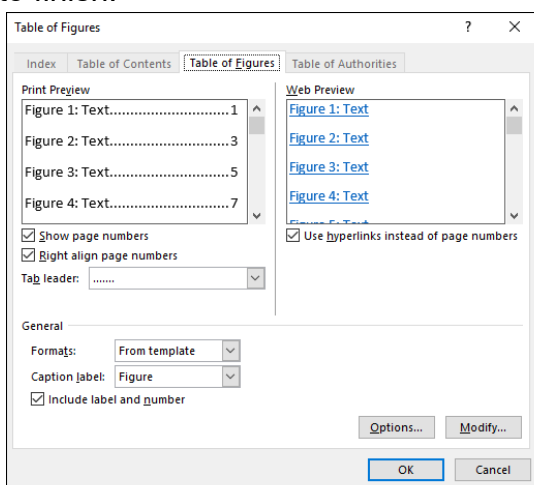 Table of Figures ? ×
Index Table of Contents Table of Figures Table of Authorities
Print Preview
Figure 1: Text.............................. 1
Figure 2: Text.............................. 3
Figure 3: Text.............................. 5
Figure 4: Text.............................. 7
Show page numbers
Right align page numbers
Tab leader: .......
Web Preview
Figure 1: Text
Figure 2: Text
Figure 3: Text
Figure 4: Text
Use hyperlinks instead of page numbers
General
Formats: From template
Caption label: Figure
Include label and number
Options... Modify...
OK Cancel